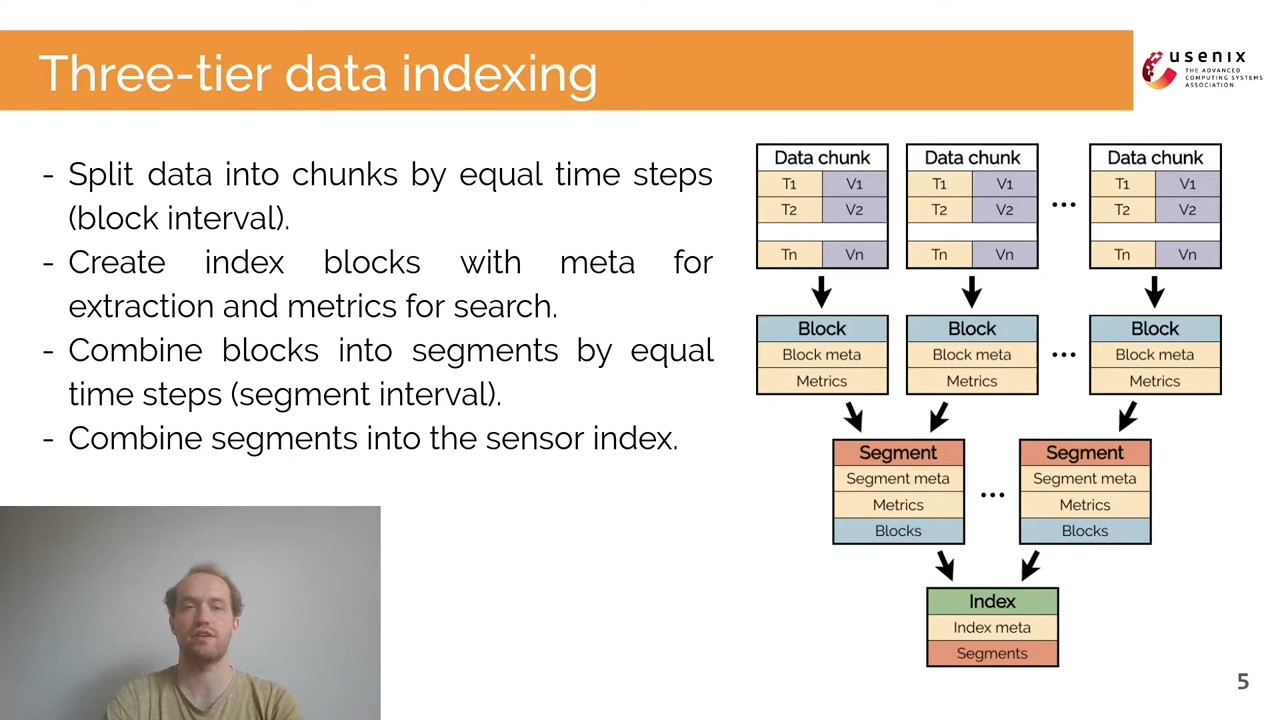 Three-tier data indexing
usenix
THE ADVANCED
COMPUTING SYSTEMS
ASSOCIATION
- Split data into chunks by equal time steps
(block interval).
- Create index blocks with meta for
extraction and metrics for search.
- Combine blocks into segments by equal
time steps (segment interval).
- Combine segments into the sensor index.
Data chunk Data chunk Data chunk
T1 V1 T1 V1 ... T1 V1
T2 V2 T2 V2 T2 V2
Tn Vn Tn Vn Tn Vn
Block Block Block
Block meta Block meta ... Block meta
Metrics Metrics Metrics
Segment Segment
Segment meta ... Segment meta
Metrics Metrics
Blocks Blocks
Index
Index meta
Segments
5